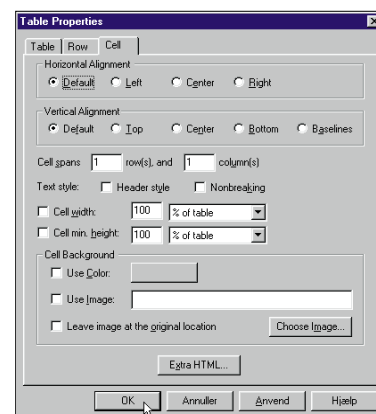 Table Properties
Table Row Cell
Horizontal Alignment
Default Left Center Right
Vertical Alignment
Default Top Center Bottom Baselines
Cell spans 1 row(s), and 1 column(s)
Text style: Header style Nonbreaking
Cell width: 100 % of table
Cell min. height: 100 % of table
Cell Background
Use Color:
Use Image:
Leave image at the original location Choose Image...
Extra HTML...
OK Annuller Anvend Hjælp